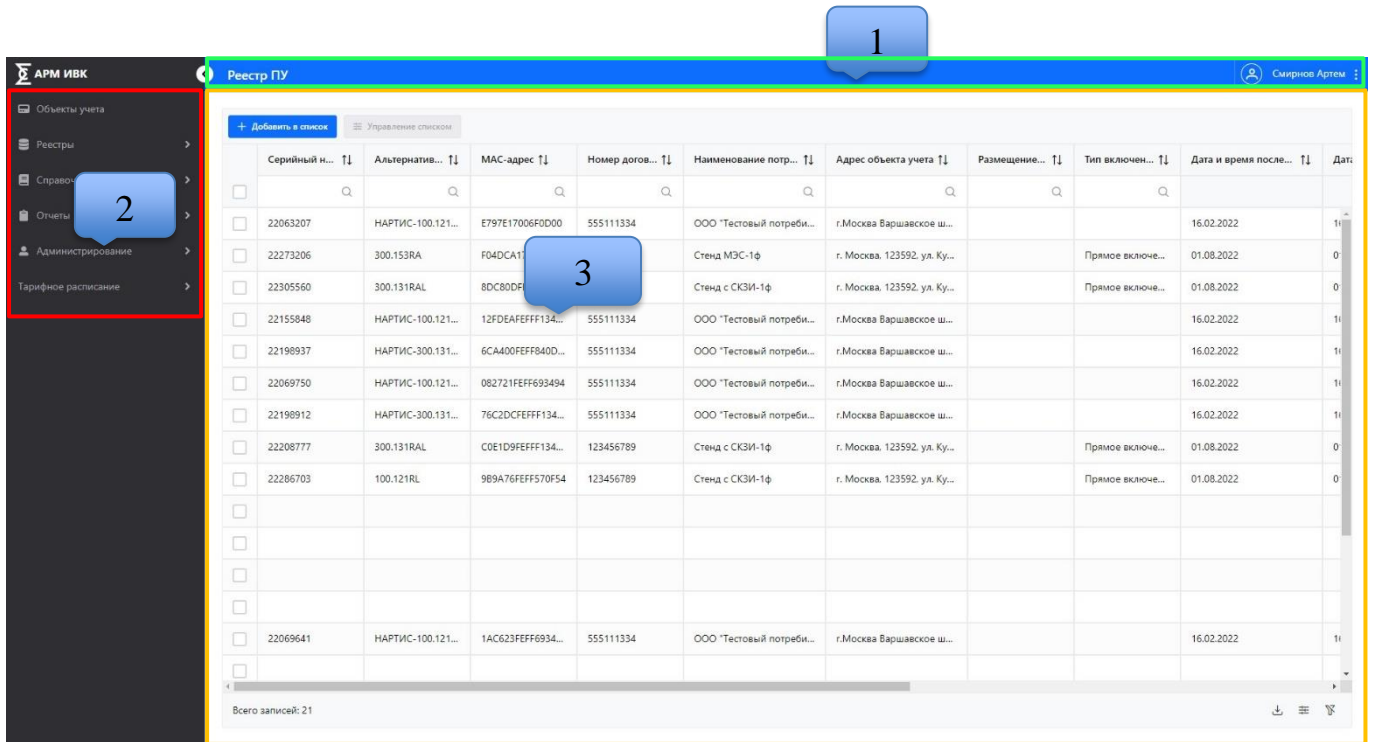 1
АРМ ИВК
Реестр ПУ
Смирнов Артем
Объекты учета
Реестры
Справоч
Отчеты
Администрирование
Тарифное расписание
2
3
Добавить в список
Управление списком
Серийный н... Альтернатив... MAC-адрес Номер догов... Наименование потр... Адрес объекта учета Размещение... Тип включен... Дата и время после... Дата
22063207 НАРТИС-100.121... E797E17006F0D00 555111334 ООО "Тестовый потреби... г.Москва Варшавское ш... 16.02.2022
22273206 300.153RA F04DCA17 Стенд МЭС-1ф г. Москва, 123592, ул. Ку... Прямое включе... 01.08.2022
22305560 300.131RAL 8DC80DF Стенд с СКЗИ-1ф г. Москва, 123592, ул. Ку... Прямое включе... 01.08.2022
22155848 НАРТИС-100.121... 12FDEAFEFFF134... 555111334 ООО "Тестовый потреби... г.Москва Варшавское ш... 16.02.2022
22198937 НАРТИС-300.131... 6CA400FEFF840D... 555111334 ООО "Тестовый потреби... г.Москва Варшавское ш... 16.02.2022
22069750 НАРТИС-100.121... 082721FEFF693494 555111334 ООО "Тестовый потреби... г.Москва Варшавское ш... 16.02.2022
22198912 НАРТИС-300.131... 76C2DCFEFFF134... 555111334 ООО "Тестовый потреби... г.Москва Варшавское ш... 16.02.2022
22208777 300.131RAL C0E1D9FEFFF134... 123456789 Стенд с СКЗИ-1ф г. Москва, 123592, ул. Ку... Прямое включе... 01.08.2022
22286703 100.121RL 9B9A76FEFF570F54 123456789 Стенд с СКЗИ-1ф г. Москва, 123592, ул. Ку... Прямое включе... 01.08.2022
22069641 НАРТИС-100.121... 1AC623FEFF6934... 555111334 ООО "Тестовый потреби... г.Москва Варшавское ш... 16.02.2022
Всего записей: 21